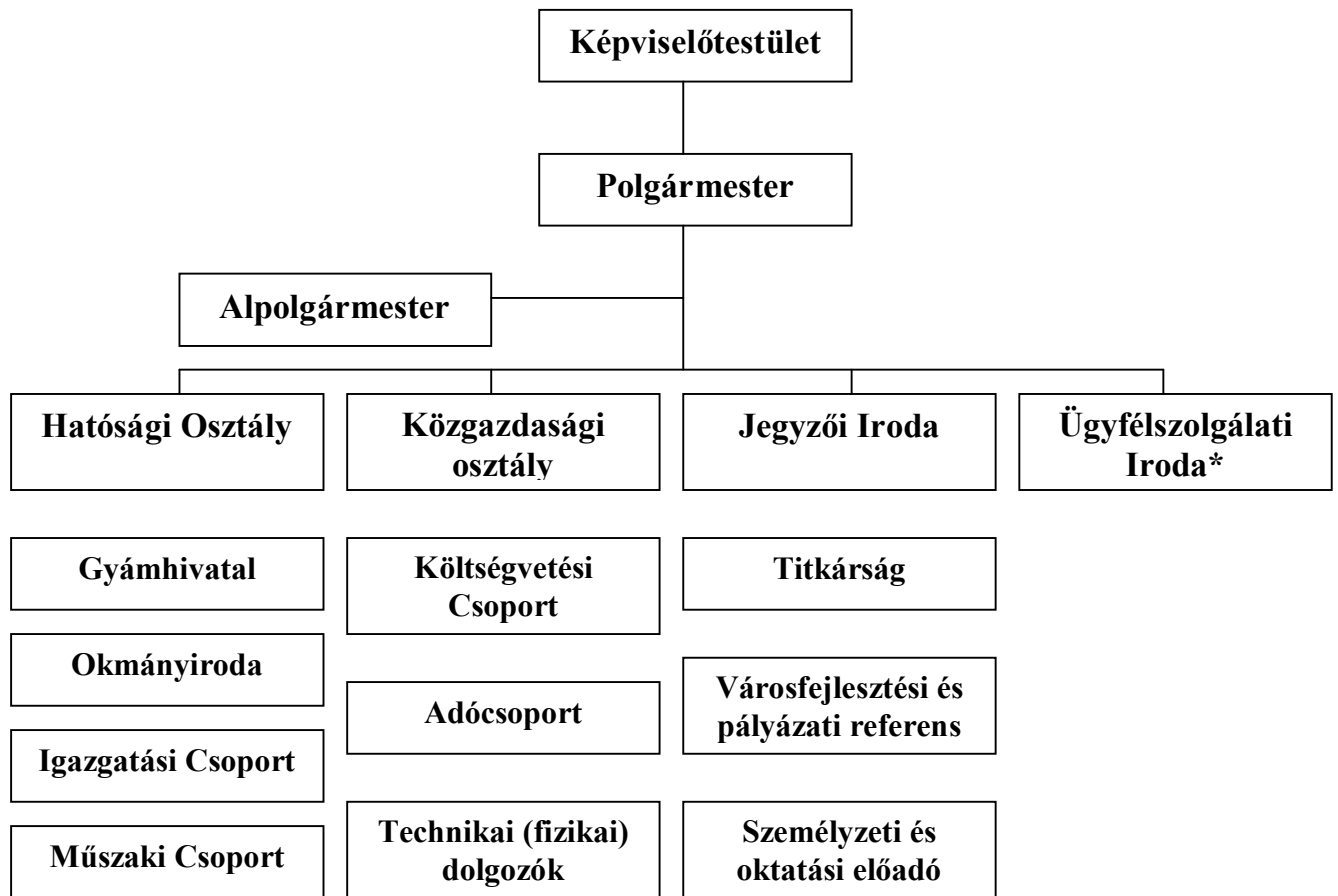 Képviselőtestület
Polgármester
Alpolgármester
Hatósági Osztály
Közgazdasági
osztály
Jegyzői Iroda
Ügyfélszolgálati
Iroda*
Gyámhivatal
Okmányiroda
Igazgatási Csoport
Műszaki Csoport
Költségvetési
Csoport
Adócsoport
Technikai (fizikai)
dolgozók
Titkárság
Városfejlesztési és
pályázati referens
Személyzeti és
oktatási előadó